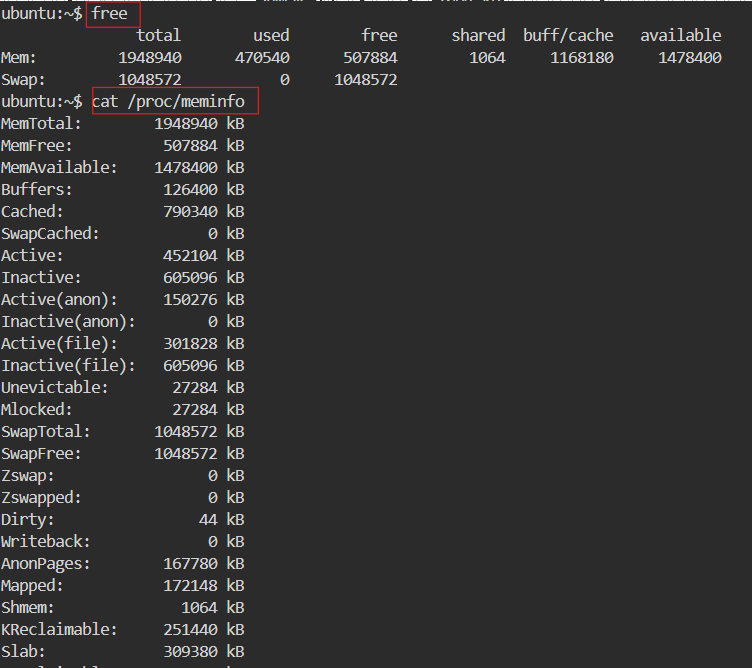 ubuntu:~$ free
total used free shared buff/cache available
Mem: 1948940 470540 507884 1064 1168180 1478400
Swap: 1048572 0 1048572
ubuntu:~$ cat /proc/meminfo
MemTotal: 1948940 kB
MemFree: 507884 kB
MemAvailable: 1478400 kB
Buffers: 126400 kB
Cached: 790340 kB
SwapCached: 0 kB
Active: 452104 kB
Inactive: 605096 kB
Active(anon): 150276 kB
Inactive(anon): 0 kB
Active(file): 301828 kB
Inactive(file): 605096 kB
Unevictable: 27284 kB
Mlocked: 27284 kB
SwapTotal: 1048572 kB
SwapFree: 1048572 kB
Zswap: 0 kB
Zswapped: 0 kB
Dirty: 44 kB
Writeback: 0 kB
AnonPages: 167780 kB
Mapped: 172148 kB
Shmem: 1064 kB
KReclaimable: 251440 kB
Slab: 309380 kB